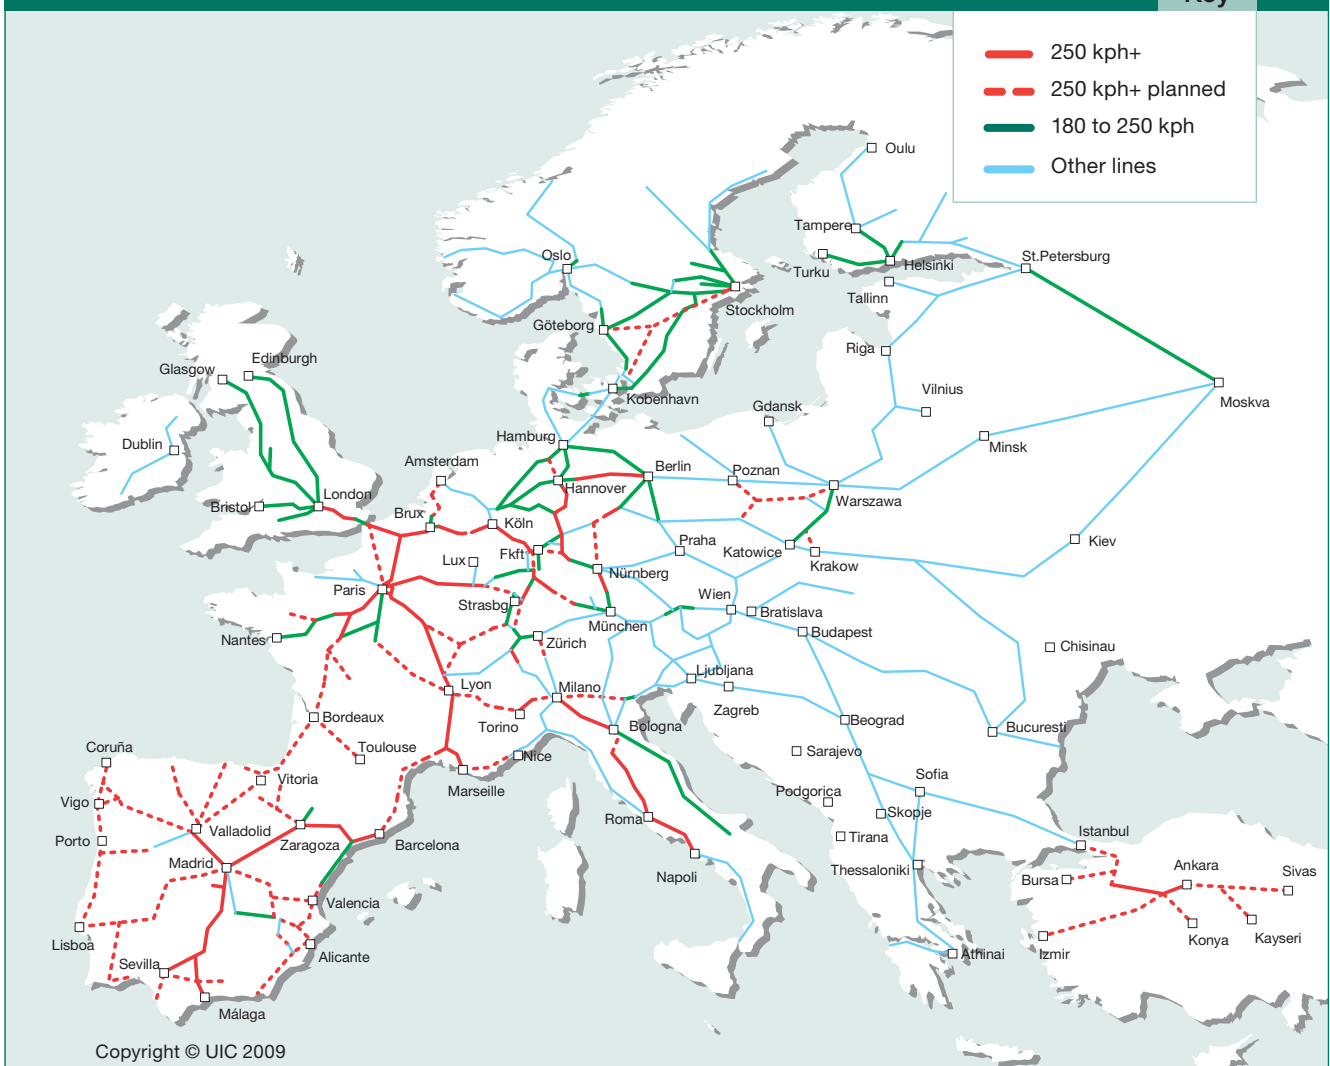 Key
250 kph+
250 kph+ planned
180 to 250 kph
Other lines
Oulu
Tampere
Turku
Helsinki
St.Petersburg
Tallinn
Oslo
Stockholm
Göteborg
Riga
Vilnius
Moskva
Minsk
Edinburgh
Glasgow
Kobenhavn
Gdansk
Dublin
Hamburg
Amsterdam
Berlin
Poznan
Hannover
London
Bristol
Brux
Köln
Warszawa
Kiev
Lux
Fkft
Praha
Katowice
Krakow
Nürnberg
Paris
Strasbg
Wien
Bratislava
München
Budapest
Nantes
Zürich
Chisinau
Ljubljana
Lyon
Milano
Zagreb
Bordeaux
Torino
Bologna
Beograd
Bucuresti
Coruña
Toulouse
Nice
Sarajevo
Vitoria
Marseille
Sofia
Podgorica
Vigo
Skopje
Roma
Valladolid
Porto
Zaragoza
Barcelona
Tirana
Istanbul
Madrid
Napoli
Thessaloniki
Ankara
Sivas
Bursa
Valencia
Lisboa
Konya
Kayseri
Alicante
Athinai
Izmir
Sevilla
Málaga
Copyright © UIC 2009